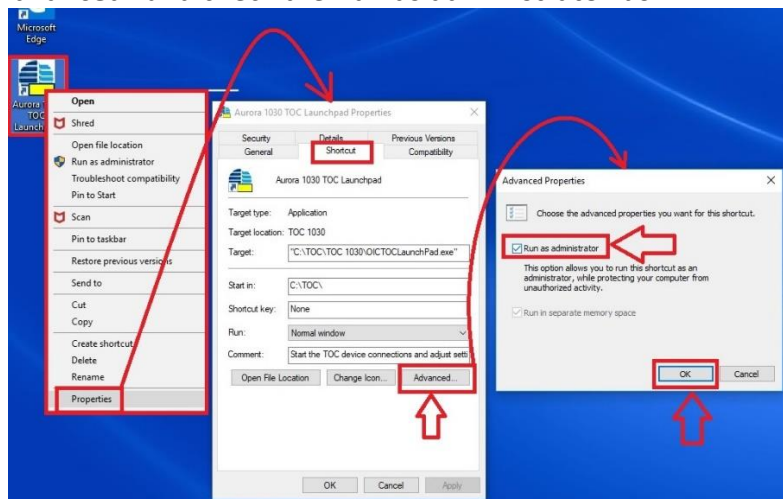 Microsoft
Edge
Aurora
TOC
Launch
Open
Shred
Open file location
Run as administrator
Troubleshoot compatibility
Pin to Start
Scan
Pin to taskbar
Restore previous versions
Send to
Cut
Copy
Create shortcut
Delete
Rename
Properties
Aurora 1030 TOC Launchpad Properties
Security
Details
Previous Versions
General
Shortcut
Compatibility
Aurora 1030 TOC Launchpad
Target type: Application
Target location: TOC 1030
Target: "C:\TOC\TOC 1030\OICTOCLaunchPad.exe"
Start in: C:\TOC\
Shortcut key: None
Run: Normal window
Comment: Start the TOC device connections and adjust setti
Open File Location
Change Icon...
Advanced...
OK
Cancel
Apply
Advanced Properties
Choose the advanced properties you want for this shortcut.
Run as administrator
This option allows you to run this shortcut as an
administrator, while protecting your computer from
unauthorized activity.
Run in separate memory space
OK
Cancel